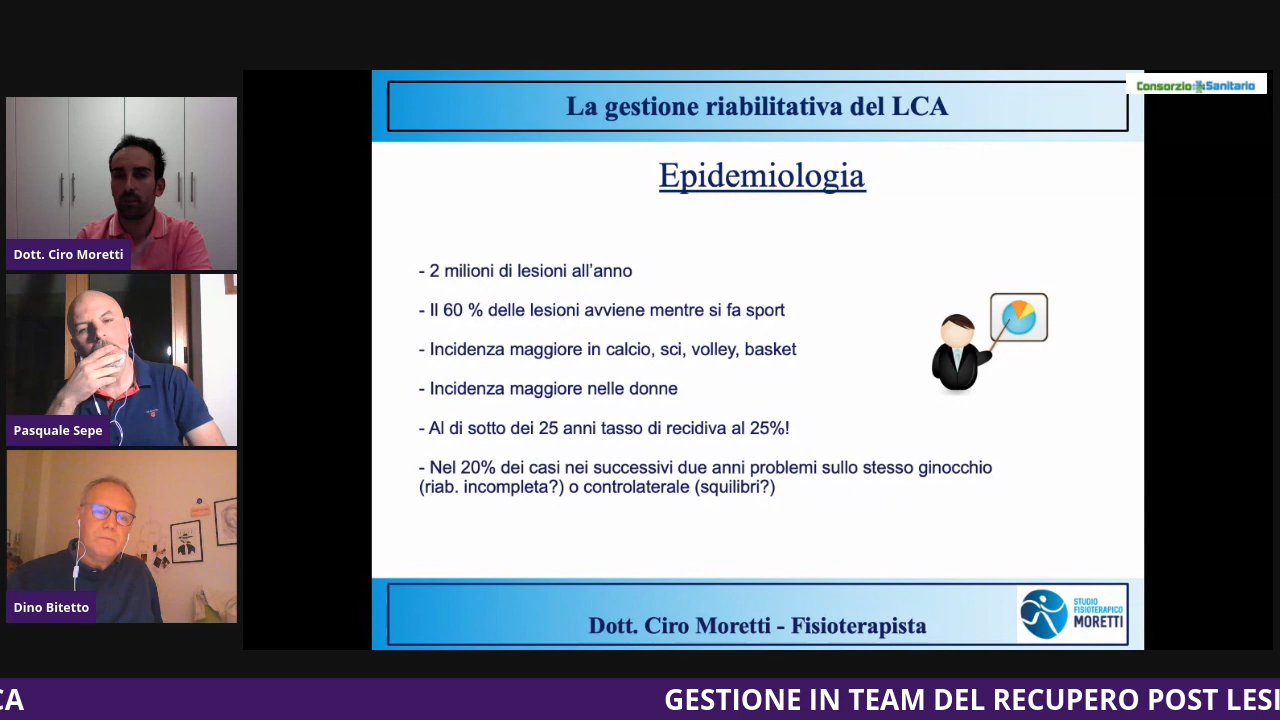 La gestione riabilitativa del LCA
Consorzio Sanitario
Epidemiologia
- 2 milioni di lesioni all'anno
- Il 60 % delle lesioni avviene mentre si fa sport
- Incidenza maggiore in calcio, sci, volley, basket
- Incidenza maggiore nelle donne
- Al di sotto dei 25 anni tasso di recidiva al 25%!
- Nel 20% dei casi nei successivi due anni problemi sullo stesso ginocchio
(riab. incompleta?) o controlaterale (squilibri?)
Dott. Ciro Moretti - Fisioterapista
STUDIO
FISIOTERAPICO
MORETTI
Dott. Ciro Moretti
Pasquale Sepe
Dino Bitetto
CA
GESTIONE IN TEAM DEL RECUPERO POST LESI